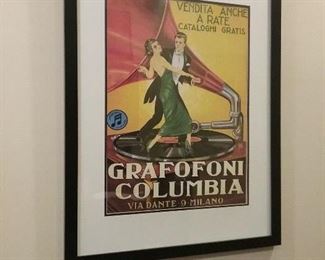 VENDITA ANCHE
A RATE
CATALOGHI GRATIS
GRAFOFONI
COLUMBIA
VIA DANTE 9 MILANO